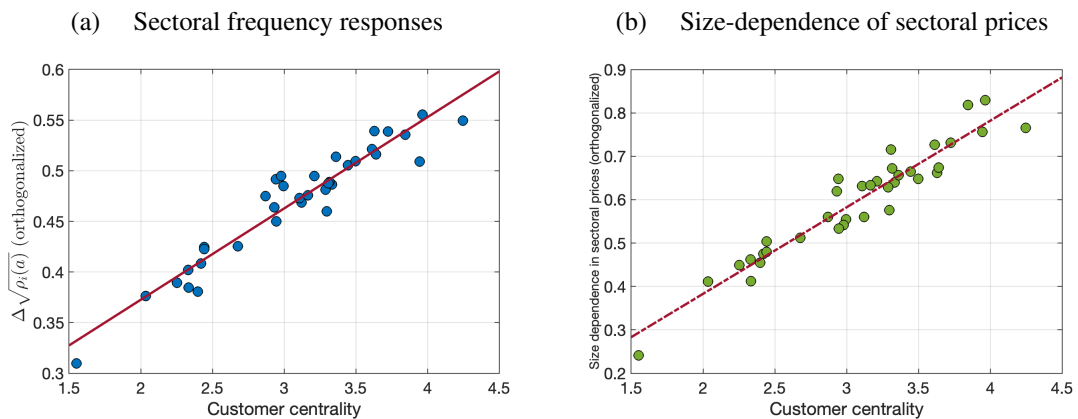 (a) Sectoral frequency responses
0.6
0.55
0.5
0.45
0.4
0.35
0.3
1.5 2 2.5 3 3.5 4 4.5
Δ√ρᵢ(a) (orthogonalized)
Customer centrality
(b) Size-dependence of sectoral prices
0.9
0.8
0.7
0.6
0.5
0.4
0.3
0.2
1.5 2 2.5 3 3.5 4 4.5
Size dependence in sectoral prices (orthogonalized)
Customer centrality